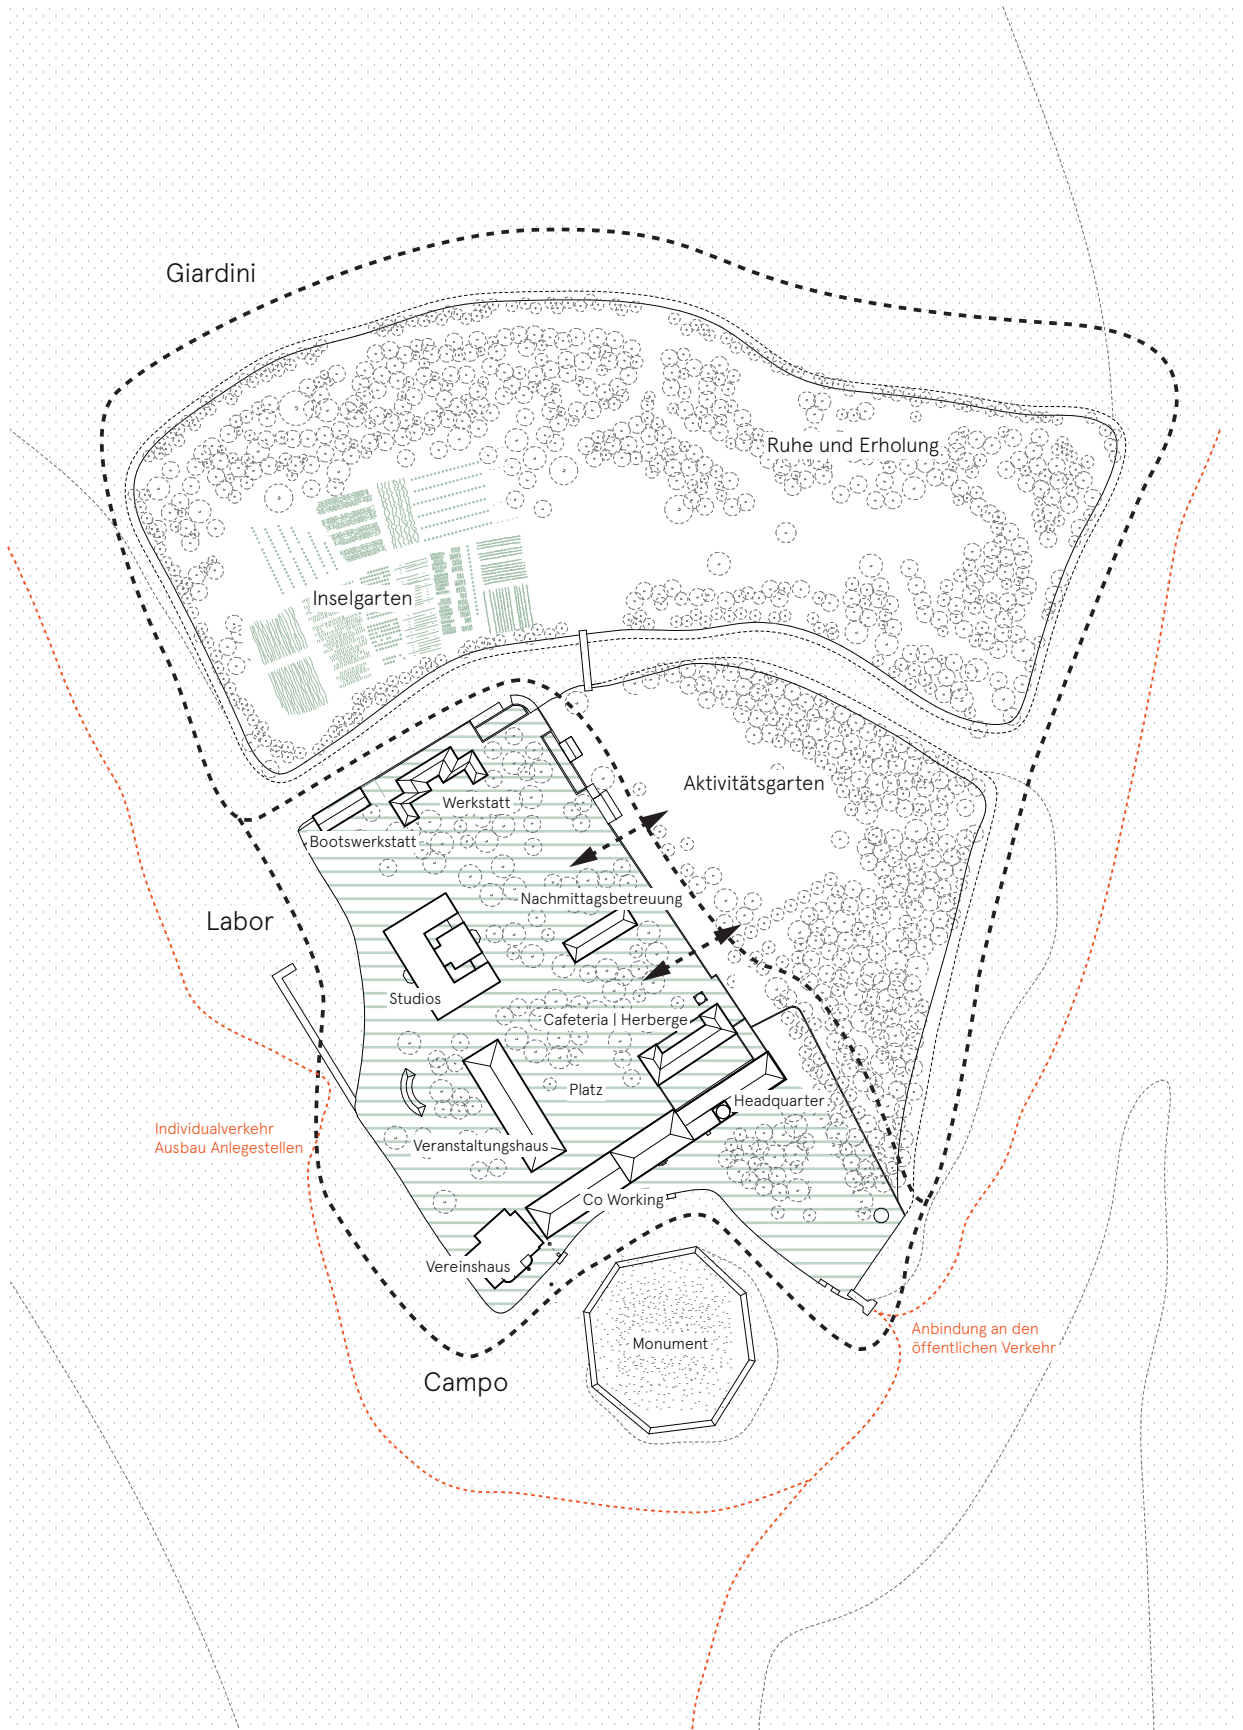 Giardini
Ruhe und Erholung
Inselgarten
Aktivitätsgarten
Werkstatt
Bootswerkstatt
Nachmittagsbetreuung
Labor
Studios
Cafeteria | Herberge
Platz
Headquarter
Individualverkehr
Ausbau Anlegestellen
Veranstaltungshaus
Co Working
Vereinshaus
Monument
Anbindung an den
öffentlichen Verkehr
Campo